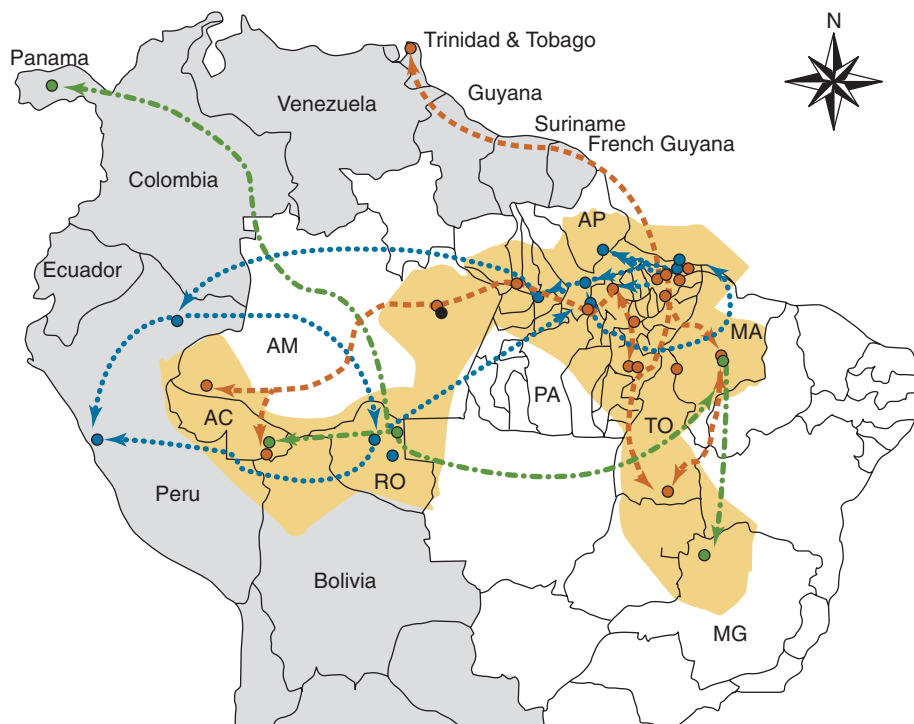 N
Trinidad & Tobago
Panama
Guyana
Venezuela
Suriname
French Guyana
Colombia
AP
Ecuador
MA
AM
PA
AC
TO
RO
Peru
Bolivia
MG